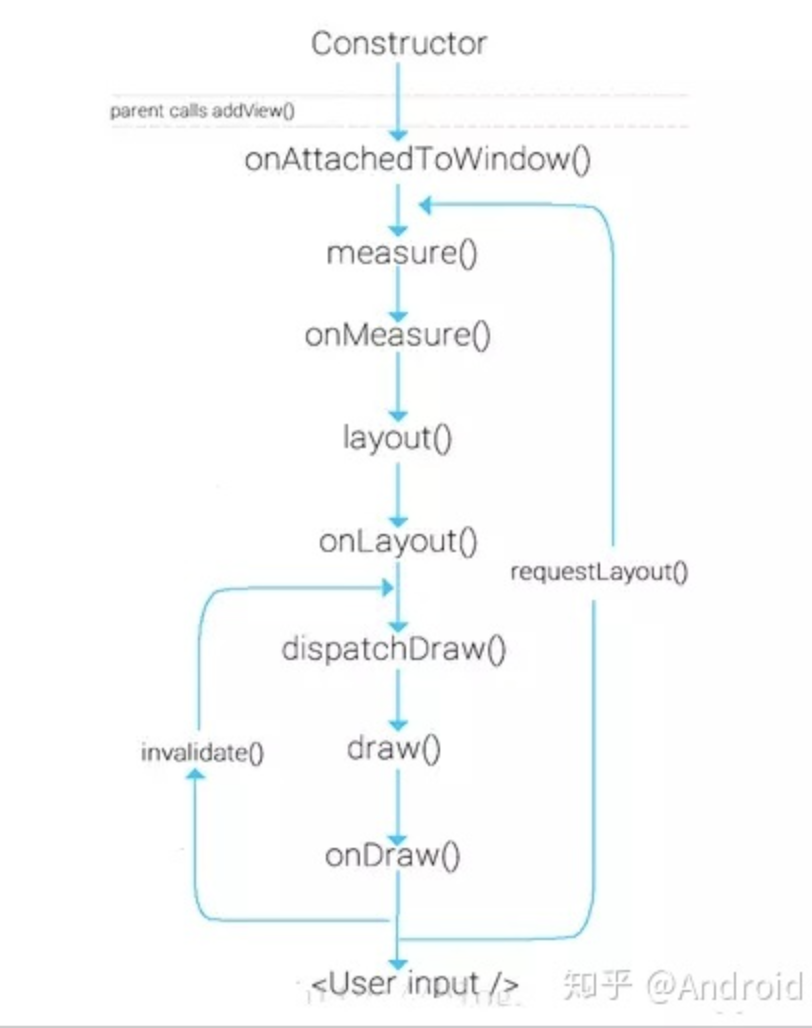 Constructor
parent calls addView()
onAttachedToWindow()
measure()
onMeasure()
layout()
onLayout()
requestLayout()
dispatchDraw()
invalidate()
draw()
onDraw()
<User input />
知乎 @Android